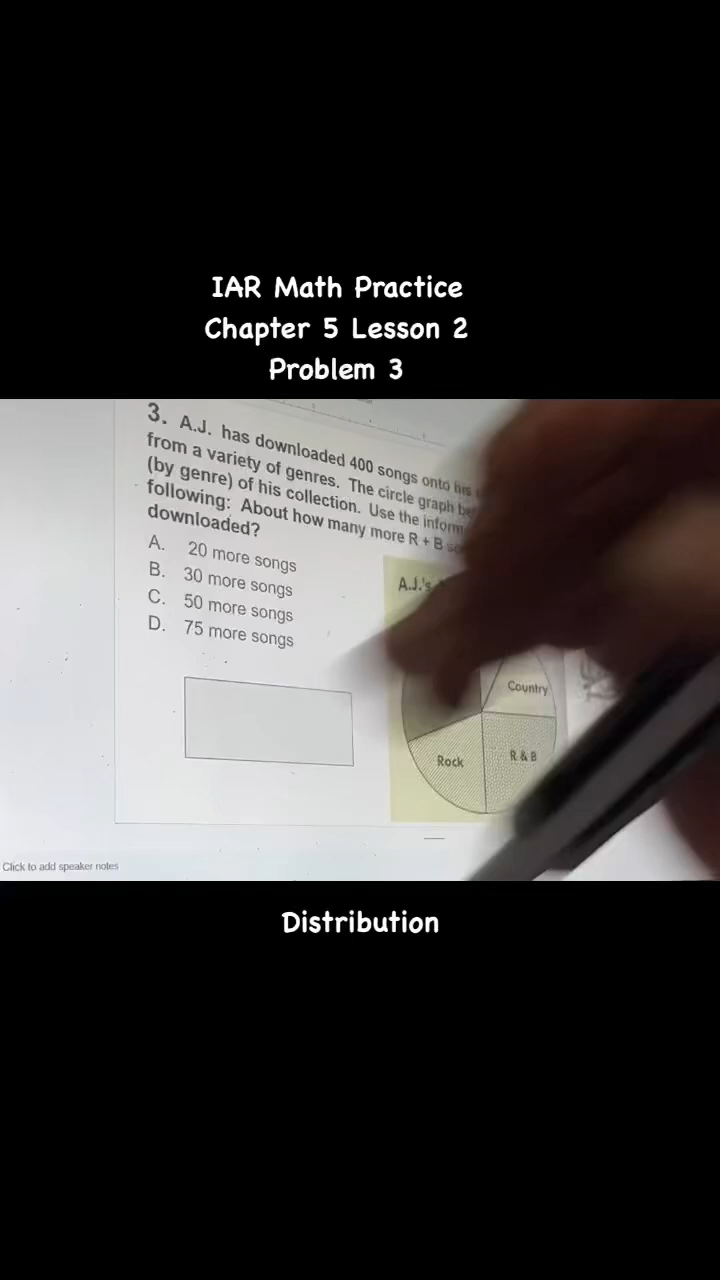 IAR Math Practice
Chapter 5 Lesson 2
Problem 3
3. A.J. has downloaded 400 songs onto his
from a variety of genres. The circle graph
(by genre) of his collection. Use the
following: About how many more R + B
downloaded?
A. 20 more songs
B. 30 more songs
C. 50 more songs
D. 75 more songs
A.J.'s
Country
Rock
R & B
Click to add speaker notes
Distribution